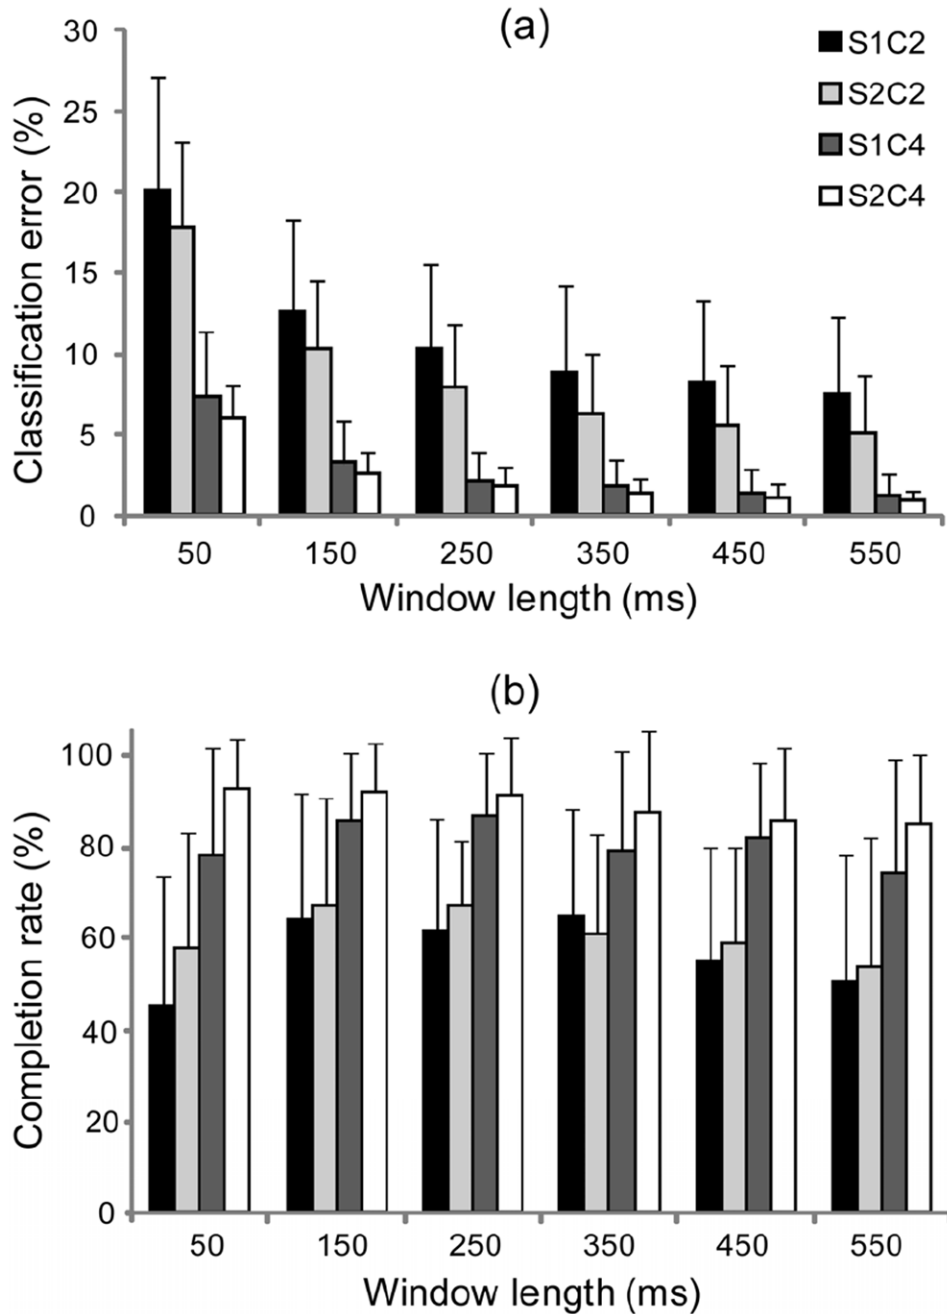 (a)
30
25
20
15
10
5
0
Classification error (%)
S1C2
S2C2
S1C4
S2C4
50 150 250 350 450 550
Window length (ms)
(b)
100
80
60
40
20
0
Completion rate (%)
50 150 250 350 450 550
Window length (ms)